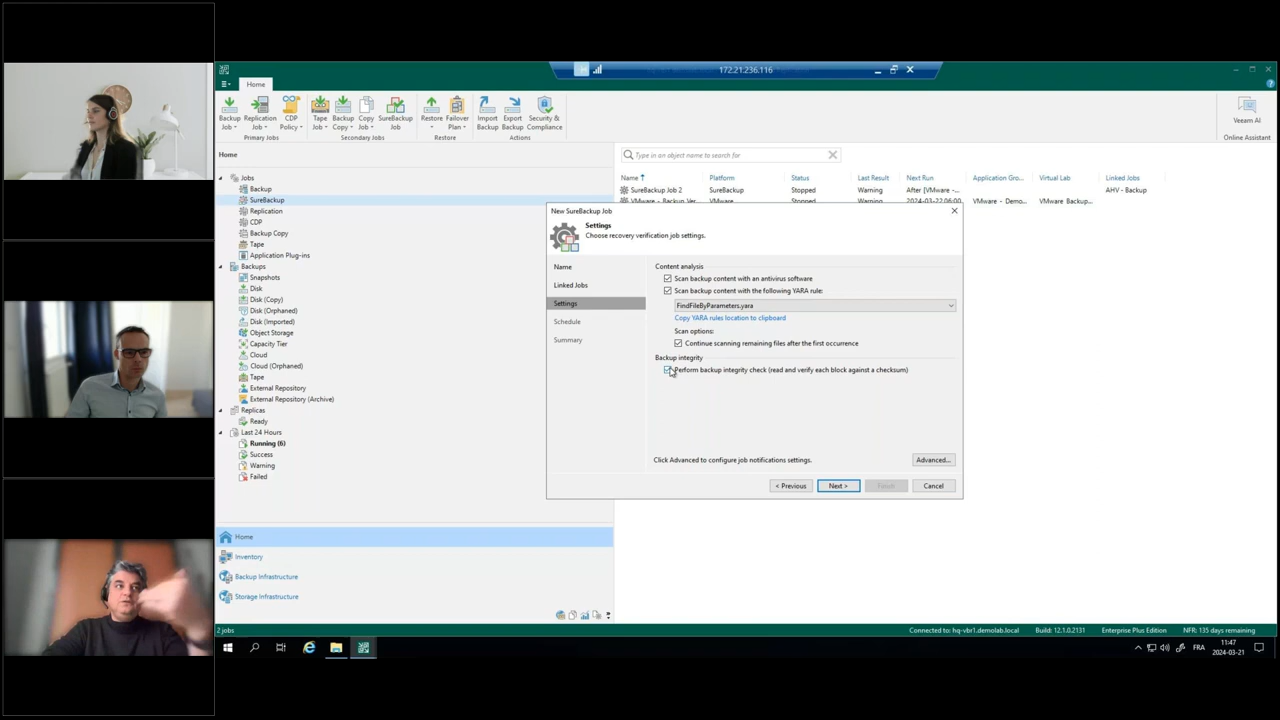 172.21.236.116
Home
Backup Job
Replication Job
CDP Policy
Primary Jobs
Tape Job
Backup Copy
Copy Job
SureBackup Job
Secondary Jobs
Restore
Failover Plan
Restore
Import Backup
Export Backup
Security & Compliance
Actions
Veeam AI
Online Assistant
Home
Type in an object name to search for
Jobs
Backup
SureBackup
Replication
CDP
Backup Copy
Tape
Application Plug-ins
Backups
Snapshots
Disk
Disk (Copy)
Disk (Orphaned)
Disk (Imported)
Object Storage
Capacity Tier
Cloud
Cloud (Orphaned)
Tape
External Repository
External Repository (Archive)
Replicas
Ready
Last 24 Hours
Running (6)
Success
Warning
Failed
Home
Inventory
Backup Infrastructure
Storage Infrastructure
Name Platform Status Last Result Next Run Application Gro... Virtual Lab Linked Jobs
SureBackup Job 2 SureBackup Stopped Warning After [VMware -... AHV - Backup
VMware - Backup Ver... VMware Stopped Warning 2024-03-22 06:00 VMware - Demo... VMware Backup...
New SureBackup Job
Settings
Choose recovery verification job settings.
Name
Linked Jobs
Settings
Schedule
Summary
Content analysis
Scan backup content with an antivirus software
Scan backup content with the following YARA rule:
FindFileByParameters.yara
Copy YARA rules location to clipboard
Scan options:
Continue scanning remaining files after the first occurrence
Backup integrity
Perform backup integrity check (read and verify each block against a checksum)
Click Advanced to configure job notifications settings.
Advanced...
< Previous
Next >
Finish
Cancel
2 jobs
Connected to: hq-vbr1.demolab.local
Build: 12.1.0.2131
Enterprise Plus Edition
NFR: 135 days remaining
FRA
11:47
2024-03-21